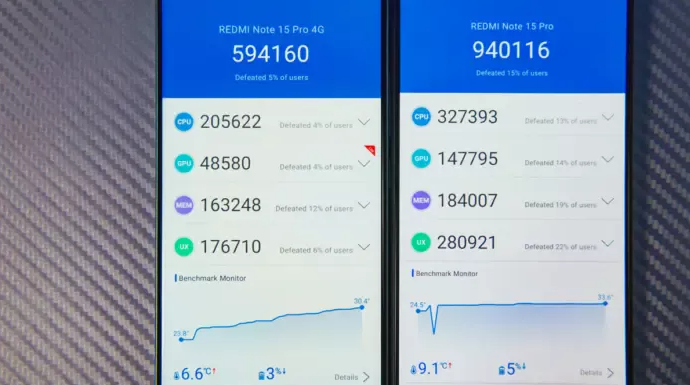 REDMI Note 15 Pro 4G
594160
Defeated 5% of users
CPU 205622 Defeated 4% of users
GPU 48580 Defeated 4% of users
MEM 163248 Defeated 12% of users
UX 176710 Defeated 6% of users
Benchmark Monitor
23.8°
30.4°
6.6℃↑ 3%↓ Details
REDMI Note 15 Pro
940116
Defeated 15% of users
CPU 327393 Defeated 13% of users
GPU 147795 Defeated 14% of users
MEM 184007 Defeated 19% of users
UX 280921 Defeated 22% of users
Benchmark Monitor
24.5°
33.6°
9.1℃↑ 5%↓ Details